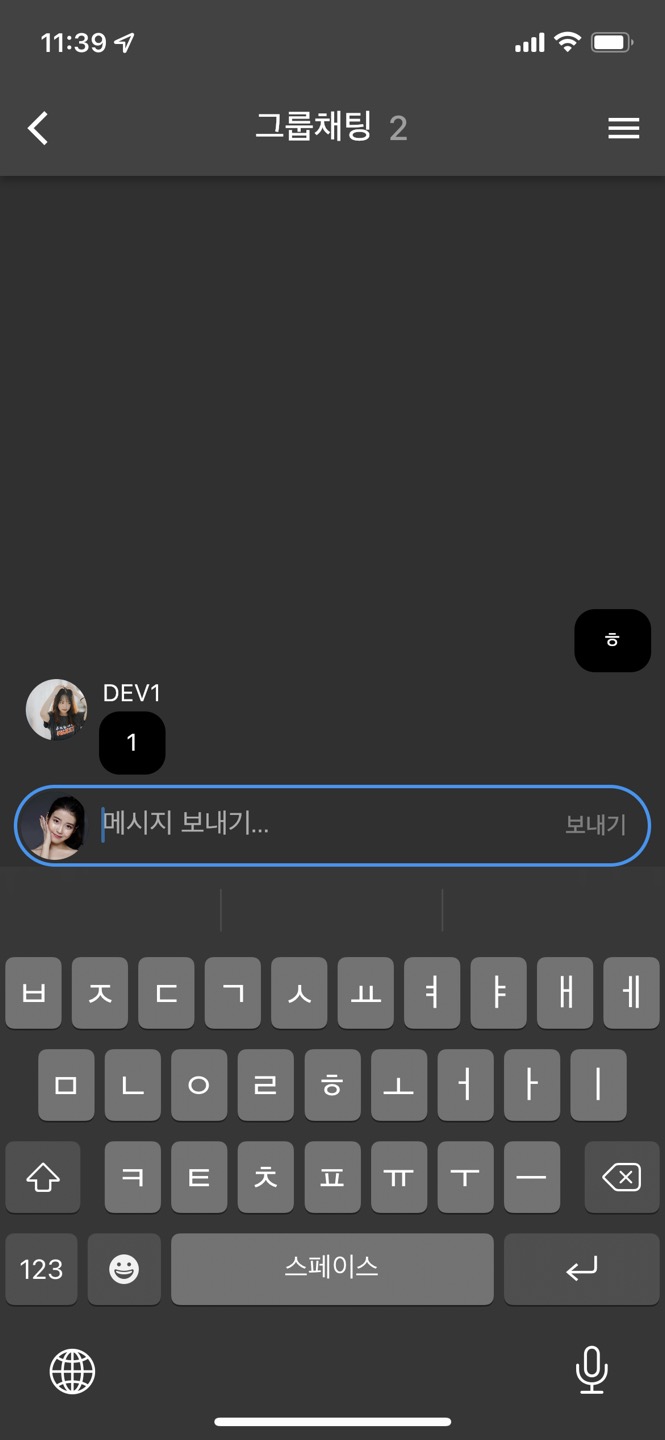 11:39
그룹채팅 2
ㅎ
DEV1
1
메시지 보내기...
보내기
ㅂ ㅈ ㄷ ㄱ ㅅ ㅛ ㅕ ㅑ ㅐ ㅔ
ㅁ ㄴ ㅇ ㄹ ㅎ ㅗ ㅓ ㅏ ㅣ
ㅋ ㅌ ㅊ ㅍ ㅠ ㅜ ㅡ
123 스페이스